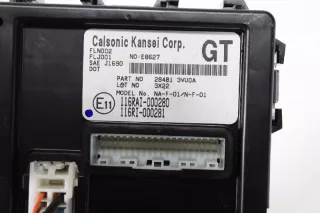 Calsonic Kansei Corp.
GT
FLN002
FLJ001 NO-E8627
SAE J1690
DOT
PART NO 28481 3VU0A
LOT NO 3X22
MODEL No. NA-F-01/N-F-01
E11
116RAI-000280
116RI-000281